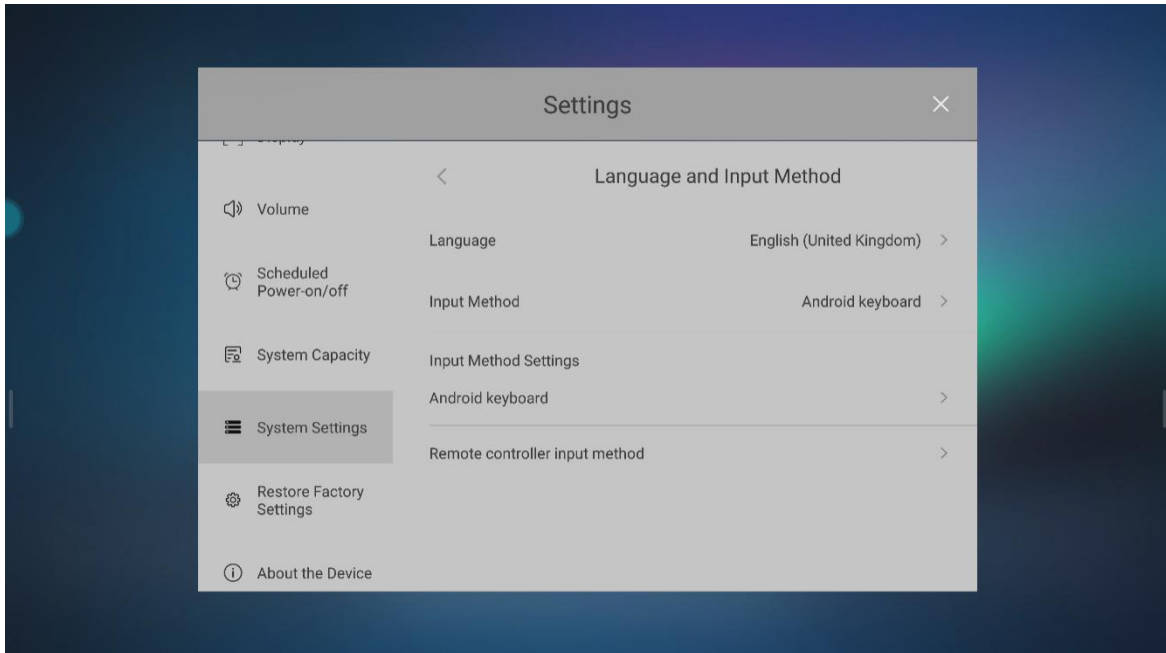 Settings
Language and Input Method
Volume
Language
English (United Kingdom)
Scheduled
Power-on/off
Input Method
Android keyboard
System Capacity
Input Method Settings
Android keyboard
System Settings
Remote controller input method
Restore Factory
Settings
About the Device